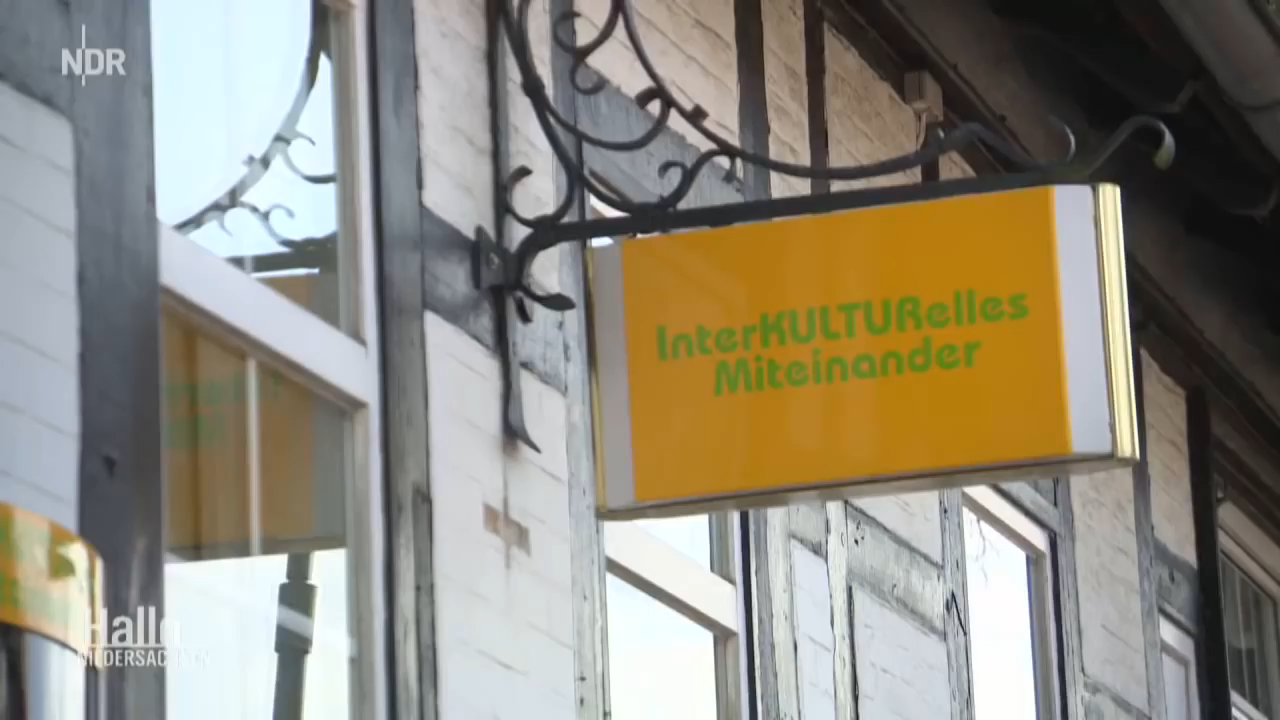 NDR
InterKULTURelles
Miteinander
Hallo
NIEDERSACHSEN